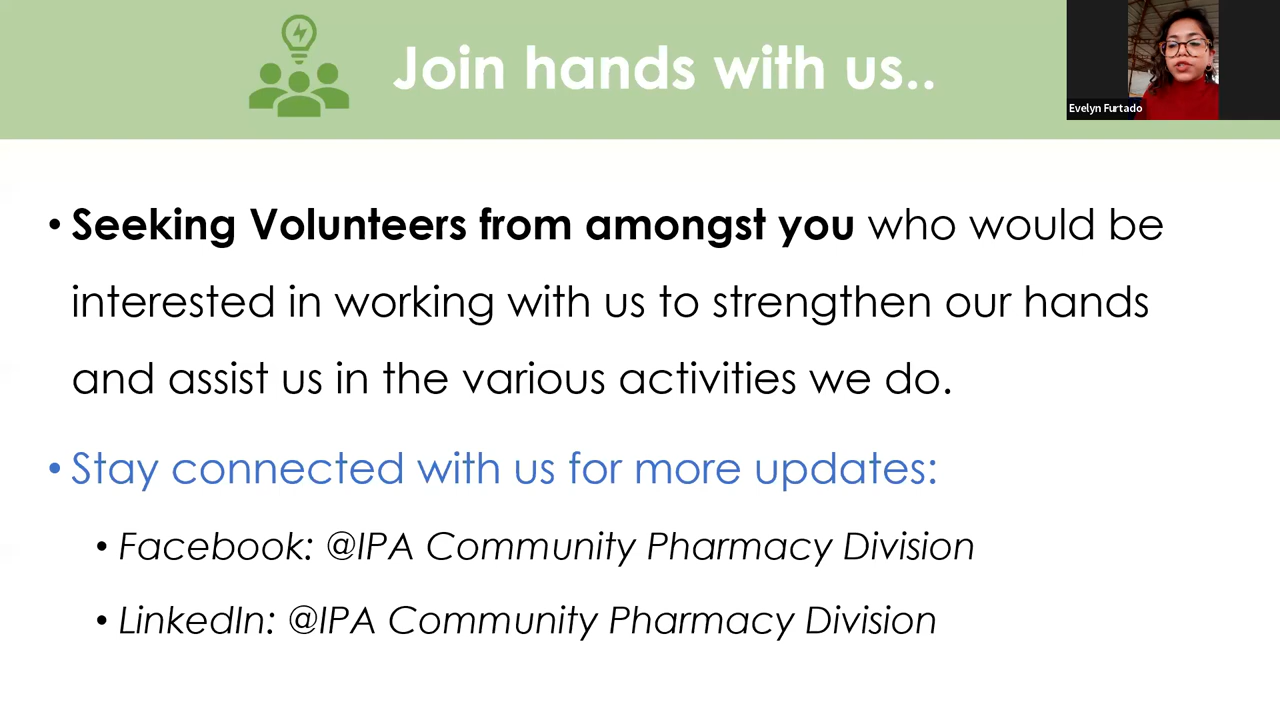 Join hands with us..
Evelyn Furtado
• Seeking Volunteers from amongst you who would be
interested in working with us to strengthen our hands
and assist us in the various activities we do.
• Stay connected with us for more updates:
• Facebook: @IPA Community Pharmacy Division
• LinkedIn: @IPA Community Pharmacy Division